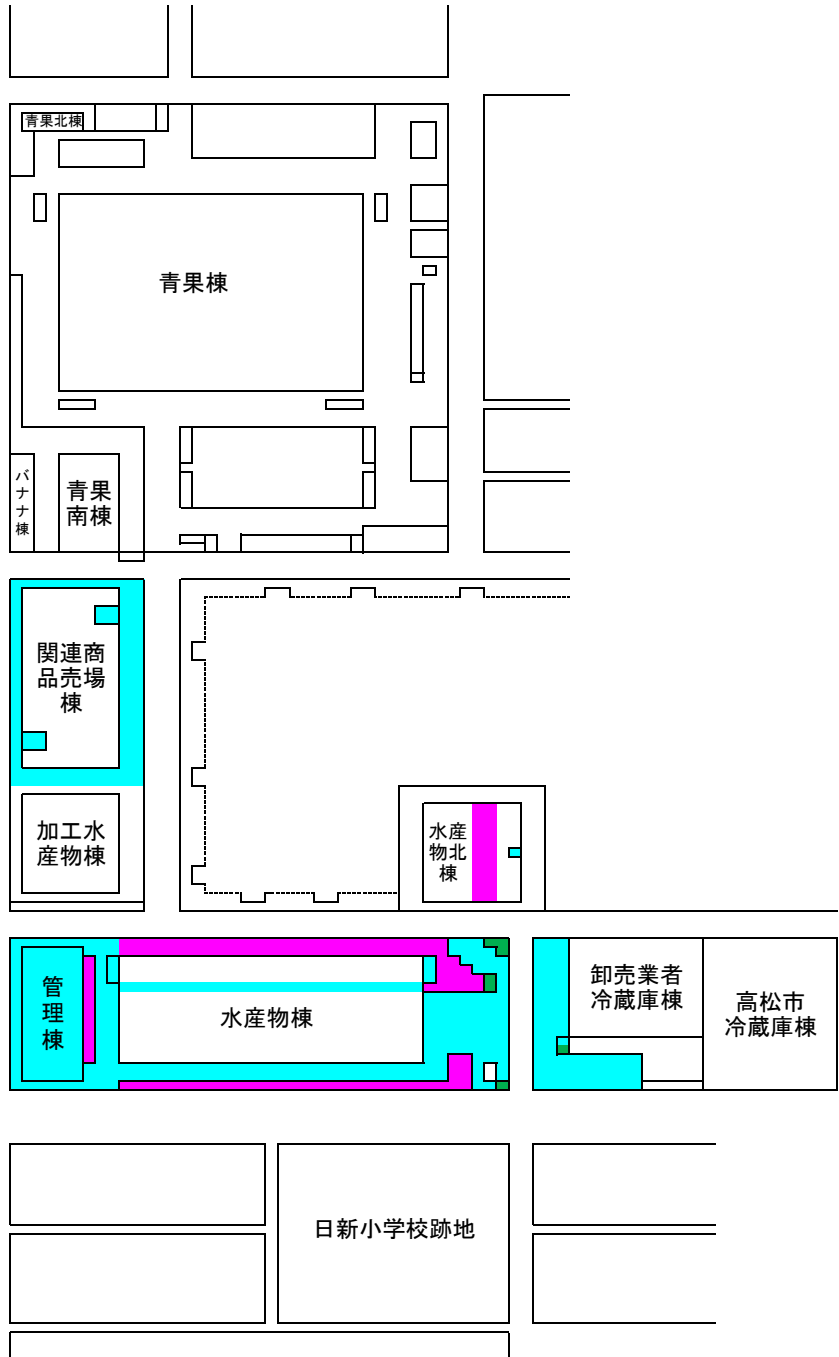 青果北棟
青果棟
バナナ棟
青果
南棟
関連商
品売場
棟
加工水
産物棟
水産
物北
棟
管理棟
水産物棟
卸売業者
冷蔵庫棟
高松市
冷蔵庫棟
日新小学校跡地